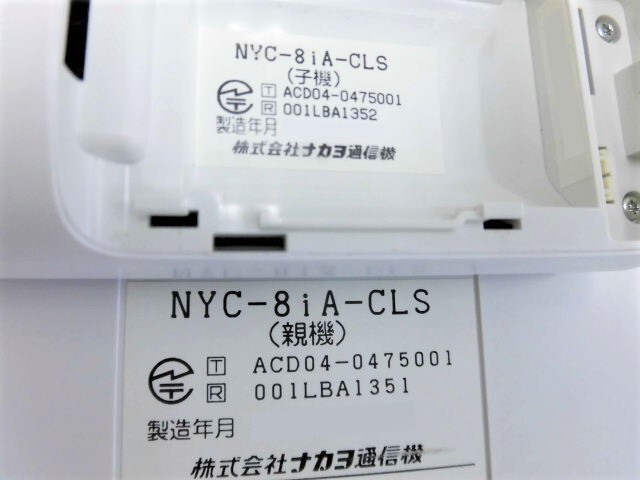 NYC-8iA-CLS
(子機)
T ACD04-0475001
R 001LBA1352
製造年月
株式会社ナカヨ通信機
NYC-8iA-CLS
(親機)
T ACD04-0475001
R 001LBA1351
製造年月
株式会社ナカヨ通信機